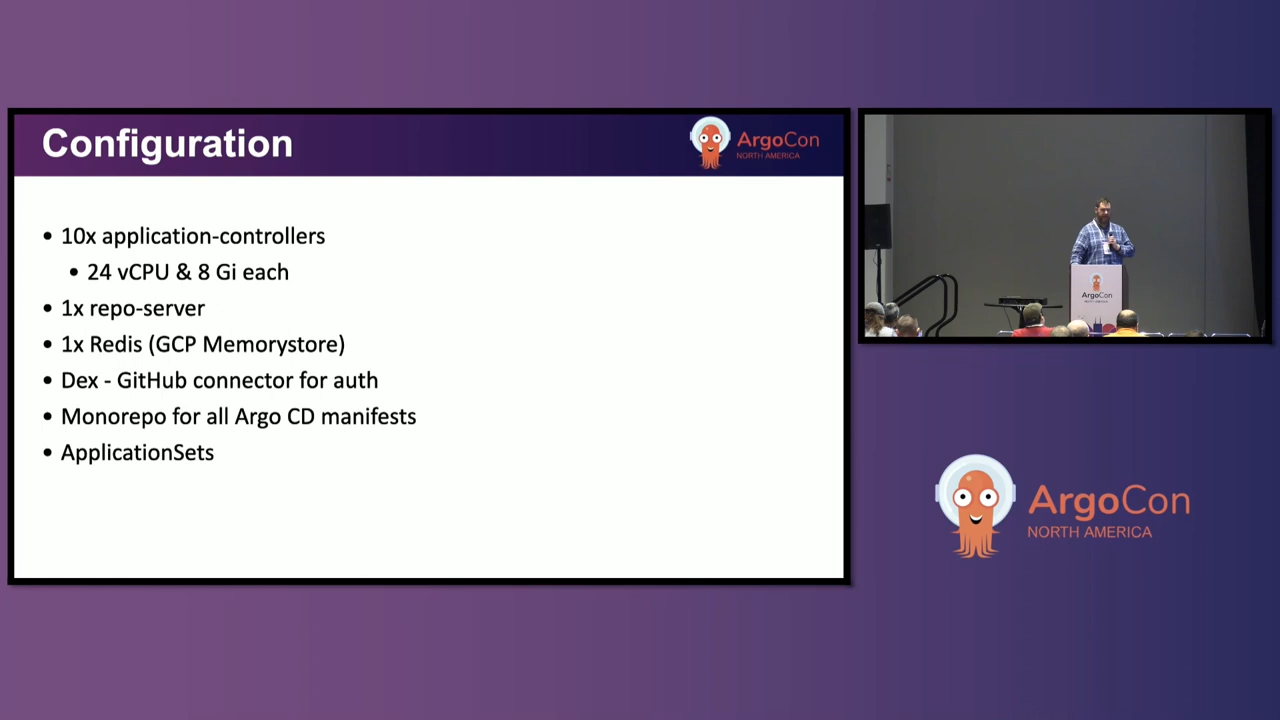 Configuration
ArgoCon
NORTH AMERICA
• 10x application-controllers
• 24 vCPU & 8 Gi each
• 1x repo-server
• 1x Redis (GCP Memorystore)
• Dex - GitHub connector for auth
• Monorepo for all Argo CD manifests
• ApplicationSets
ArgoCon
ArgoCon
NORTH AMERICA